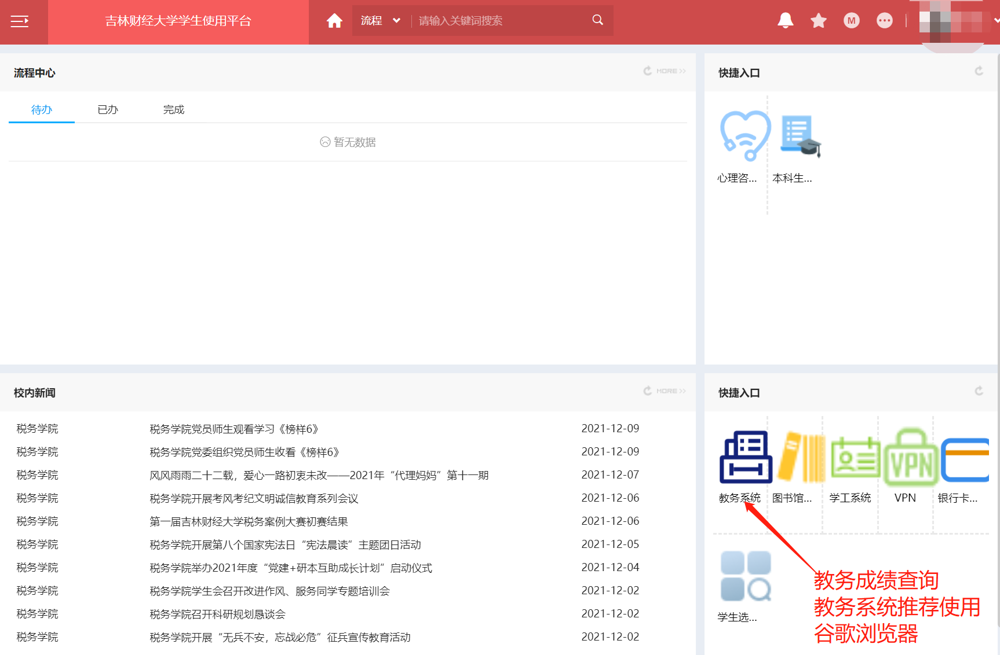 吉林财经大学学生使用平台
流程
请输入关键词搜索
M
流程中心
MORE
快捷入口
待办
已办
完成
暂无数据
心理咨...
本科生...
校内新闻
MORE
快捷入口
税务学院 税务学院党员师生观看学习《榜样6》 2021-12-09
税务学院 税务学院党委组织党员师生收看《榜样6》 2021-12-09
税务学院 风风雨雨二十二载，爱心一路初衷未改——2021年“代理妈妈”第十一期 2021-12-07
税务学院 税务学院开展考风考纪文明诚信教育系列会议 2021-12-06
税务学院 第一届吉林财经大学税务案例大赛初赛结果 2021-12-06
税务学院 税务学院开展第八个国家宪法日“宪法晨读”主题团日活动 2021-12-05
税务学院 税务学院举办2021年度“党建+研本互助成长计划”启动仪式 2021-12-04
税务学院 税务学院学生会召开改进作风、服务同学专题培训会 2021-12-02
税务学院 税务学院召开科研规划恳谈会 2021-12-02
税务学院 税务学院开展“无兵不安，忘战必危”征兵宣传教育活动 2021-12-02
VPN
教务系统
图书馆...
学工系统
VPN
银行卡...
学生选...
教务成绩查询
教务系统推荐使用
谷歌浏览器